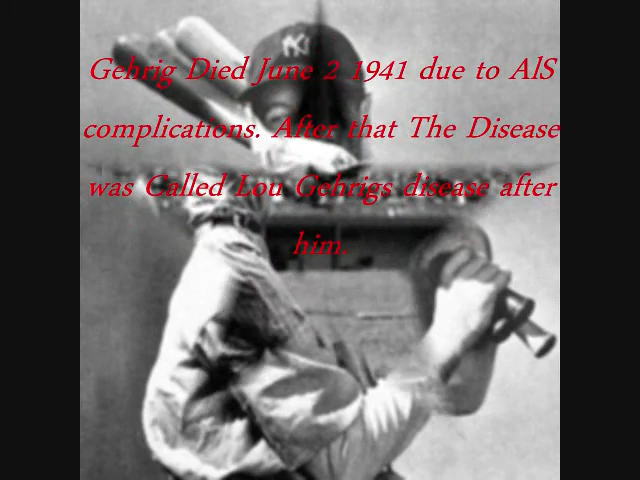 NY
Gehrig Died June 2 1941 due to AlS
complications. After that The Disease
was Called Lou Gehrigs disease after
him.